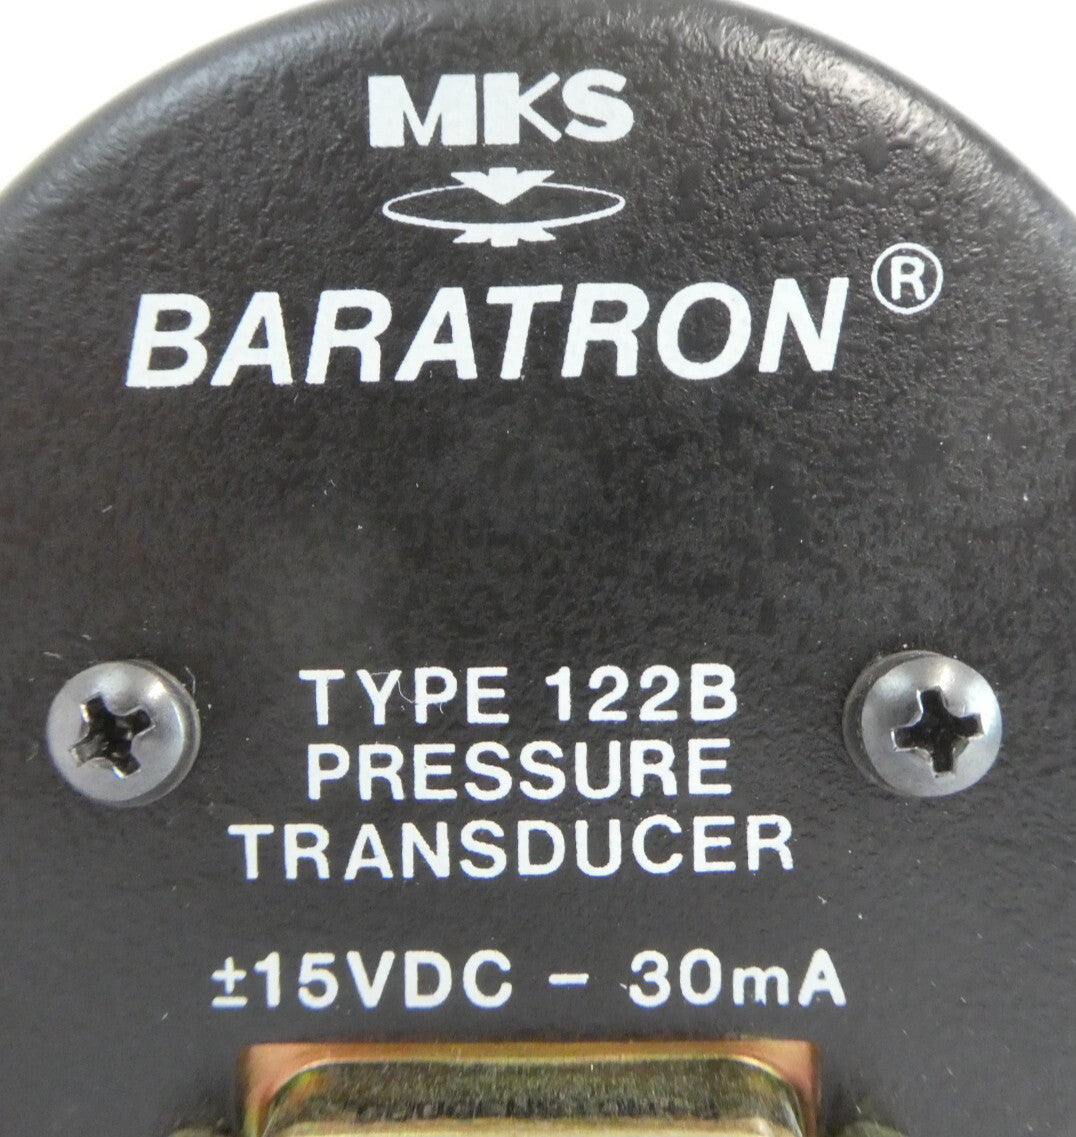 MKS
BARATRON®
TYPE 122B
PRESSURE
TRANSDUCER
±15VDC - 30mA